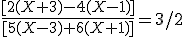 [2(X+3)−4(X−1)]
[5(X−3)+6(X+1)] = 3/2